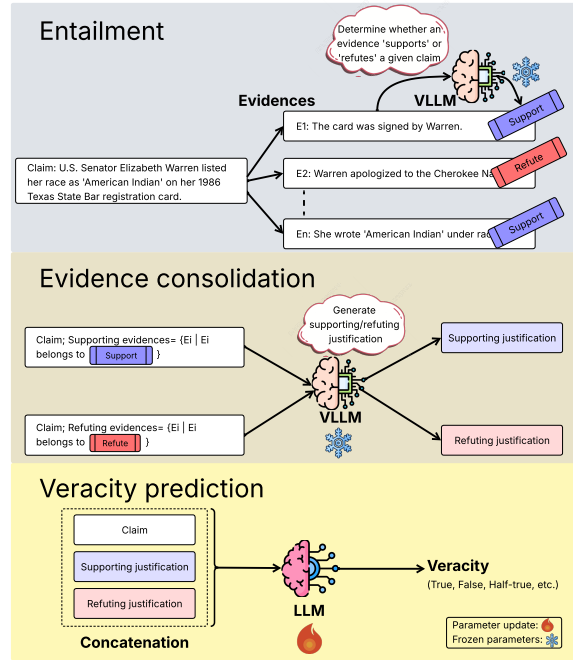 Entailment
Determine whether an
evidence 'supports' or
'refutes' a given claim
Evidences
VLLM
E1: The card was signed by Warren.
Support
Claim: U.S. Senator Elizabeth Warren listed
her race as 'American Indian' on her 1986
Texas State Bar registration card.
E2: Warren apologized to the Cherokee
Refute
En: She wrote 'American Indian' under
Support
Evidence consolidation
Generate
supporting/refuting
justification
Claim; Supporting evidences= {Ei | Ei
belongs to Support }
Supporting justification
VLLM
Claim; Refuting evidences= {Ei | Ei
belongs to Refute }
Refuting justification
Veracity prediction
Claim
Supporting justification
Refuting justification
Concatenation
LLM
Veracity
(True, False, Half-true, etc.)
Parameter update:
Frozen parameters: